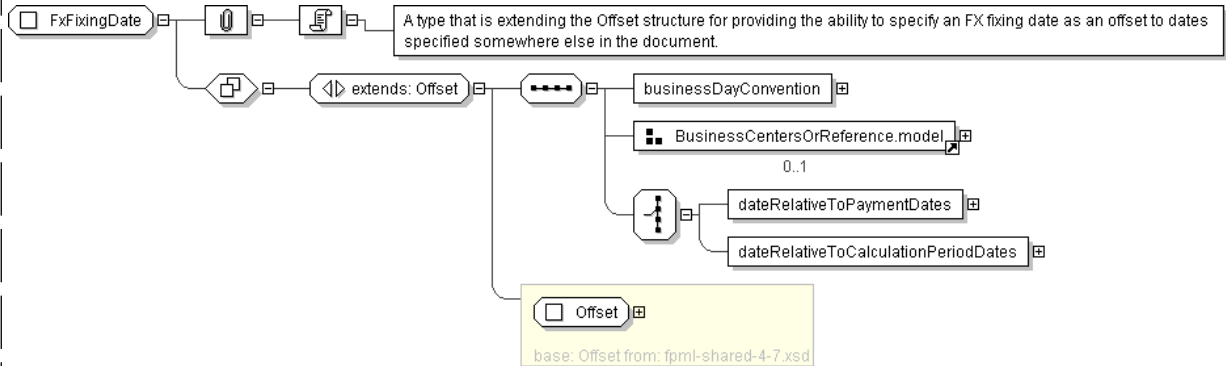 FxFixingDate
A type that is extending the Offset structure for providing the ability to specify an FX fixing date as an offset to dates
specified somewhere else in the document.
extends: Offset
businessDayConvention
BusinessCentersOrReference.model
0..1
dateRelativeToPaymentDates
dateRelativeToCalculationPeriodDates
Offset
base: Offset from: fpml-shared-4-7.xsd